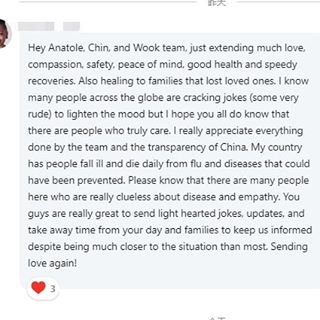 昨天
Hey Anatole, Chin, and Wook team, just extending much love,
compassion, safety, peace of mind, good health and speedy
recoveries. Also healing to families that lost loved ones. I know
many people across the globe are cracking jokes (some very
rude) to lighten the mood but I hope you all do know that
there are people who truly care. I really appreciate everything
done by the team and the transparency of China. My country
has people fall ill and die daily from flu and diseases that could
have been prevented. Please know that there are many people
here who are really clueless about disease and empathy. You
guys are really great to send light hearted jokes, updates, and
take away time from your day and families to keep us informed
despite being much closer to the situation than most. Sending
love again!
3